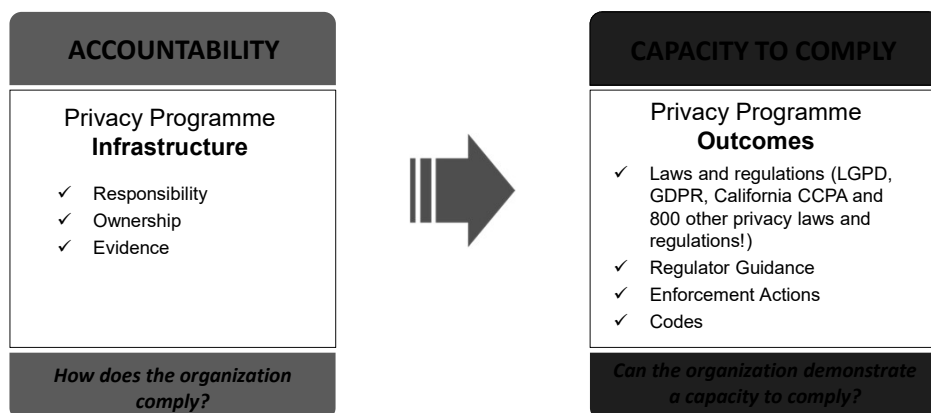 ACCOUNTABILITY
Privacy Programme
Infrastructure
✓ Responsibility
✓ Ownership
✓ Evidence
How does the organization
comply?
CAPACITY TO COMPLY
Privacy Programme
Outcomes
✓ Laws and regulations (LGPD,
GDPR, California CCPA and
800 other privacy laws and
regulations!)
✓ Regulator Guidance
✓ Enforcement Actions
✓ Codes
Can the organization demonstrate
a capacity to comply?